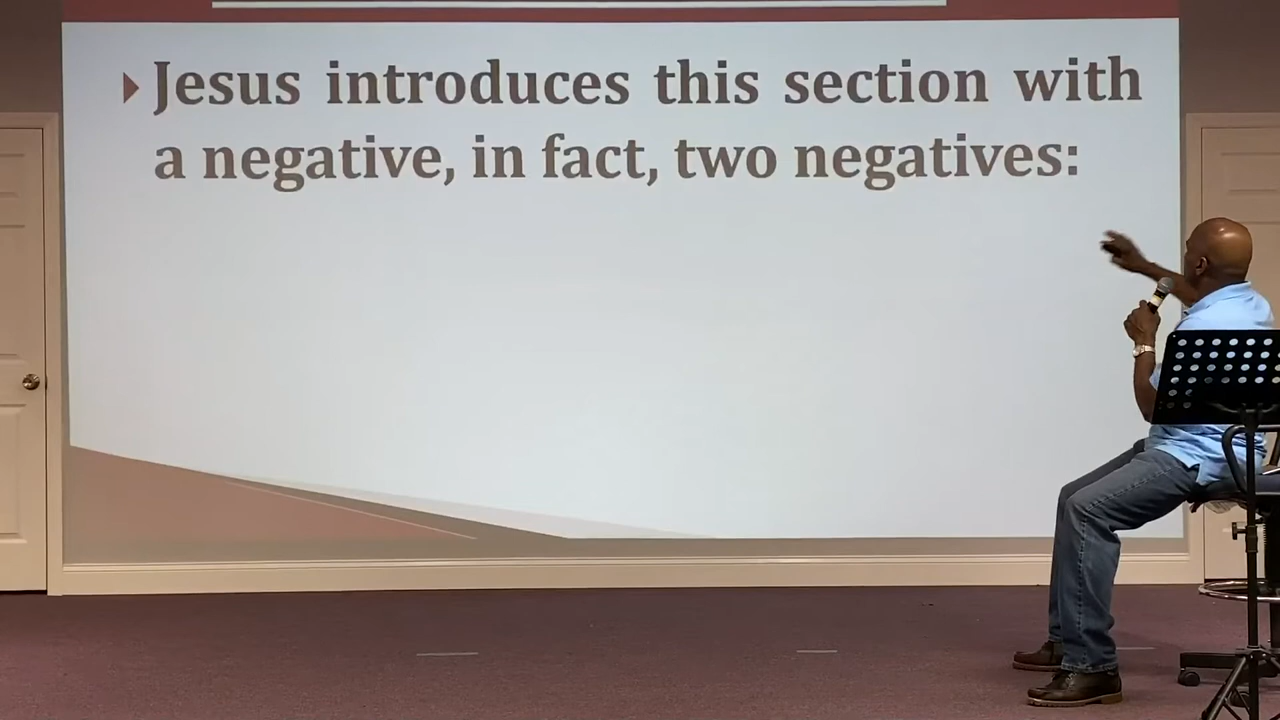 Jesus introduces this section with
a negative, in fact, two negatives: